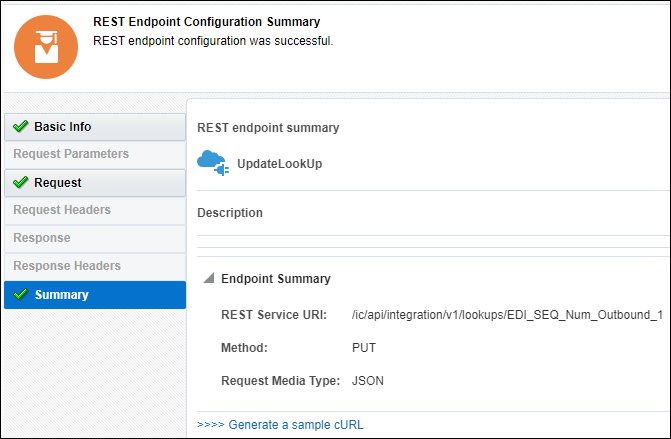 REST Endpoint Configuration Summary
REST endpoint configuration was successful.
Basic Info
Request Parameters
Request
Request Headers
Response
Response Headers
Summary
REST endpoint summary
UpdateLookUp
Description
Endpoint Summary
REST Service URI: /ic/api/integration/v1/lookups/EDI_SEQ_Num_Outbound_1
Method: PUT
Request Media Type: JSON
>>>> Generate a sample cURL